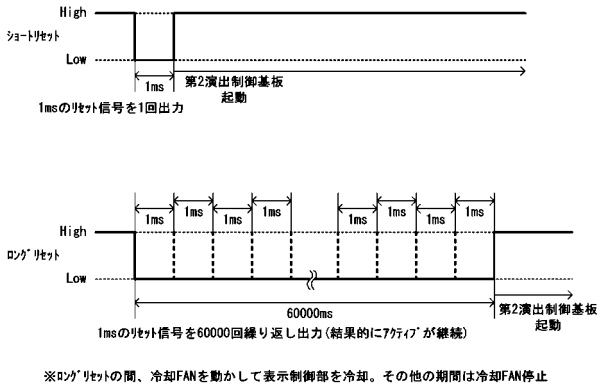 High
ｼｮｰﾄﾘｾｯﾄ
Low
1ms
第2演出制御基板
起動
1msのﾘｾｯﾄ信号を1回出力
1ms
1ms
1ms
1ms
1ms
1ms
1ms
1ms
High
ﾛﾝｸﾞﾘｾｯﾄ
Low
60000ms
第2演出制御基板
起動
1msのﾘｾｯﾄ信号を60000回繰り返し出力(結果的にｱｸﾃｨﾌﾞが継続)
※ﾛﾝｸﾞﾘｾｯﾄの間、冷却FANを動かして表示制御部を冷却。その他の期間は冷却FAN停止